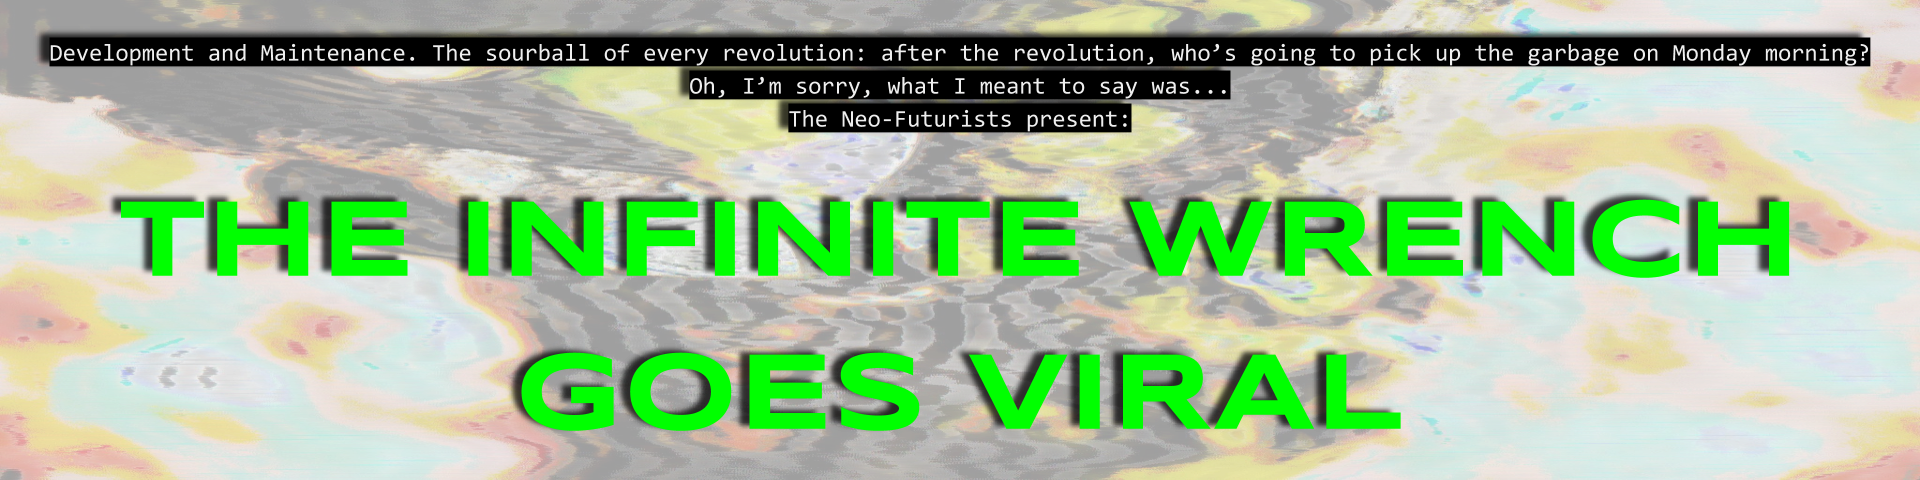 Development and Maintenance. The sourball of every revolution: after the revolution, who’s going to pick up the garbage on Monday morning?
Oh, I’m sorry, what I meant to say was...
The Neo-Futurists present:
THE INFINITE WRENCH
GOES VIRAL